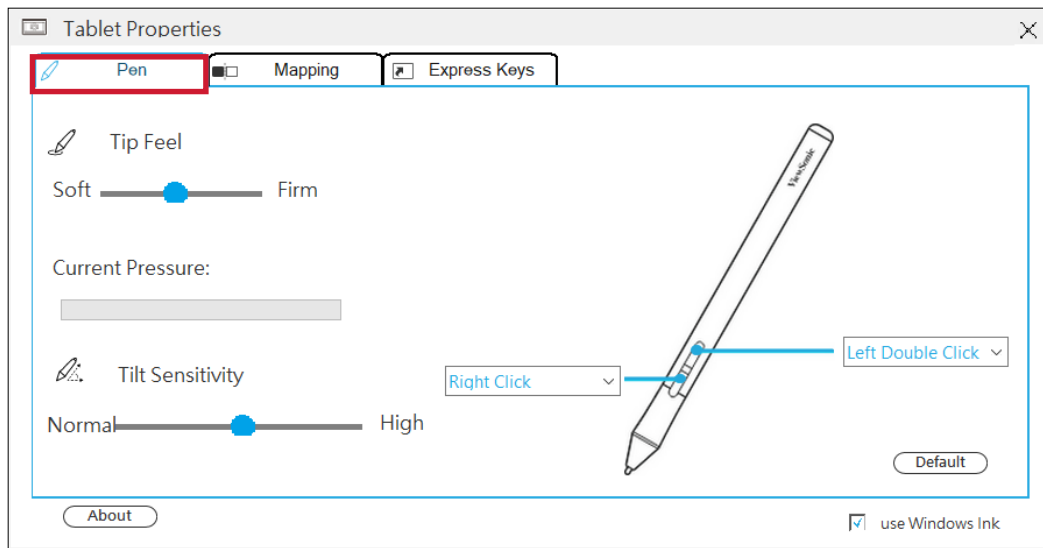 Tablet Properties
Pen
Mapping
Express Keys
Tip Feel
Soft
Firm
Current Pressure:
Tilt Sensitivity
Normal
High
ViewSonic
Left Double Click
Right Click
Default
About
use Windows Ink